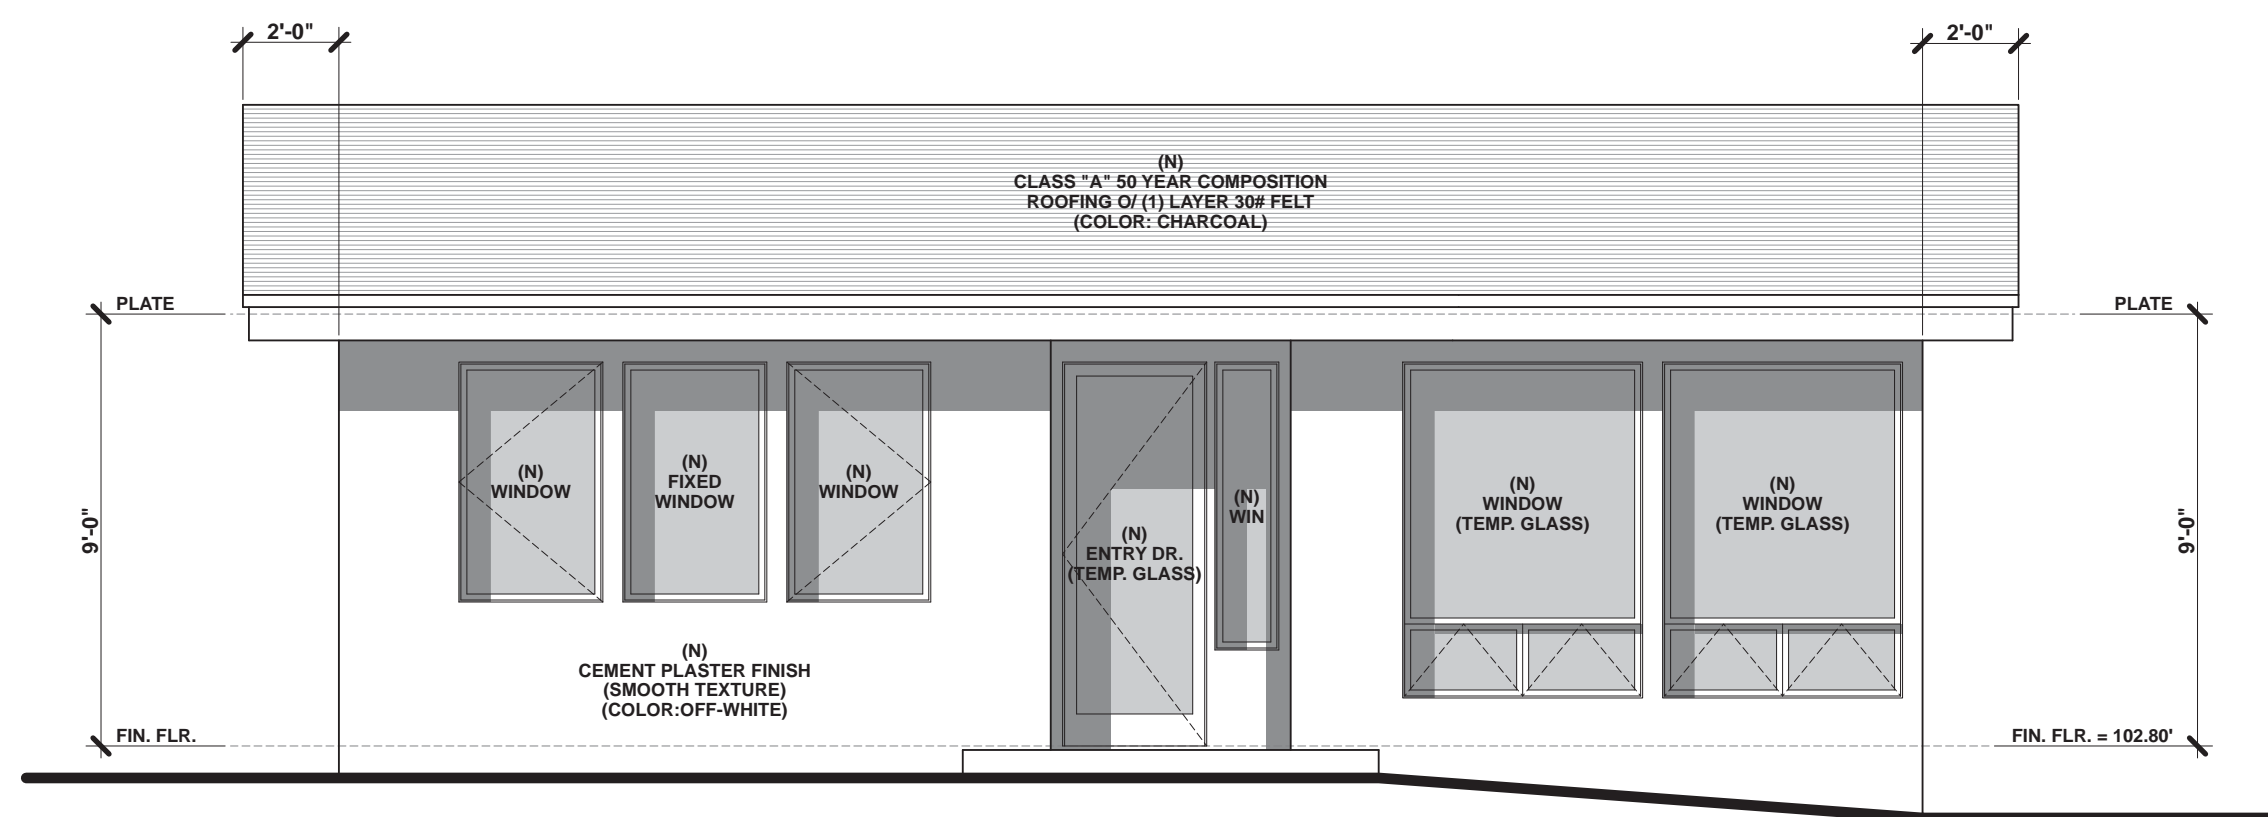 2'-0"
2'-0"
(N)
CLASS "A" 50 YEAR COMPOSITION
ROOFING O/ (1) LAYER 30# FELT
(COLOR: CHARCOAL)
PLATE
PLATE
9'-0"
9'-0"
(N)
WINDOW
(N)
FIXED
WINDOW
(N)
WINDOW
(N)
ENTRY DR.
(TEMP. GLASS)
(N)
WIN
(N)
WINDOW
(TEMP. GLASS)
(N)
WINDOW
(TEMP. GLASS)
(N)
CEMENT PLASTER FINISH
(SMOOTH TEXTURE)
(COLOR:OFF-WHITE)
FIN. FLR.
FIN. FLR. = 102.80'